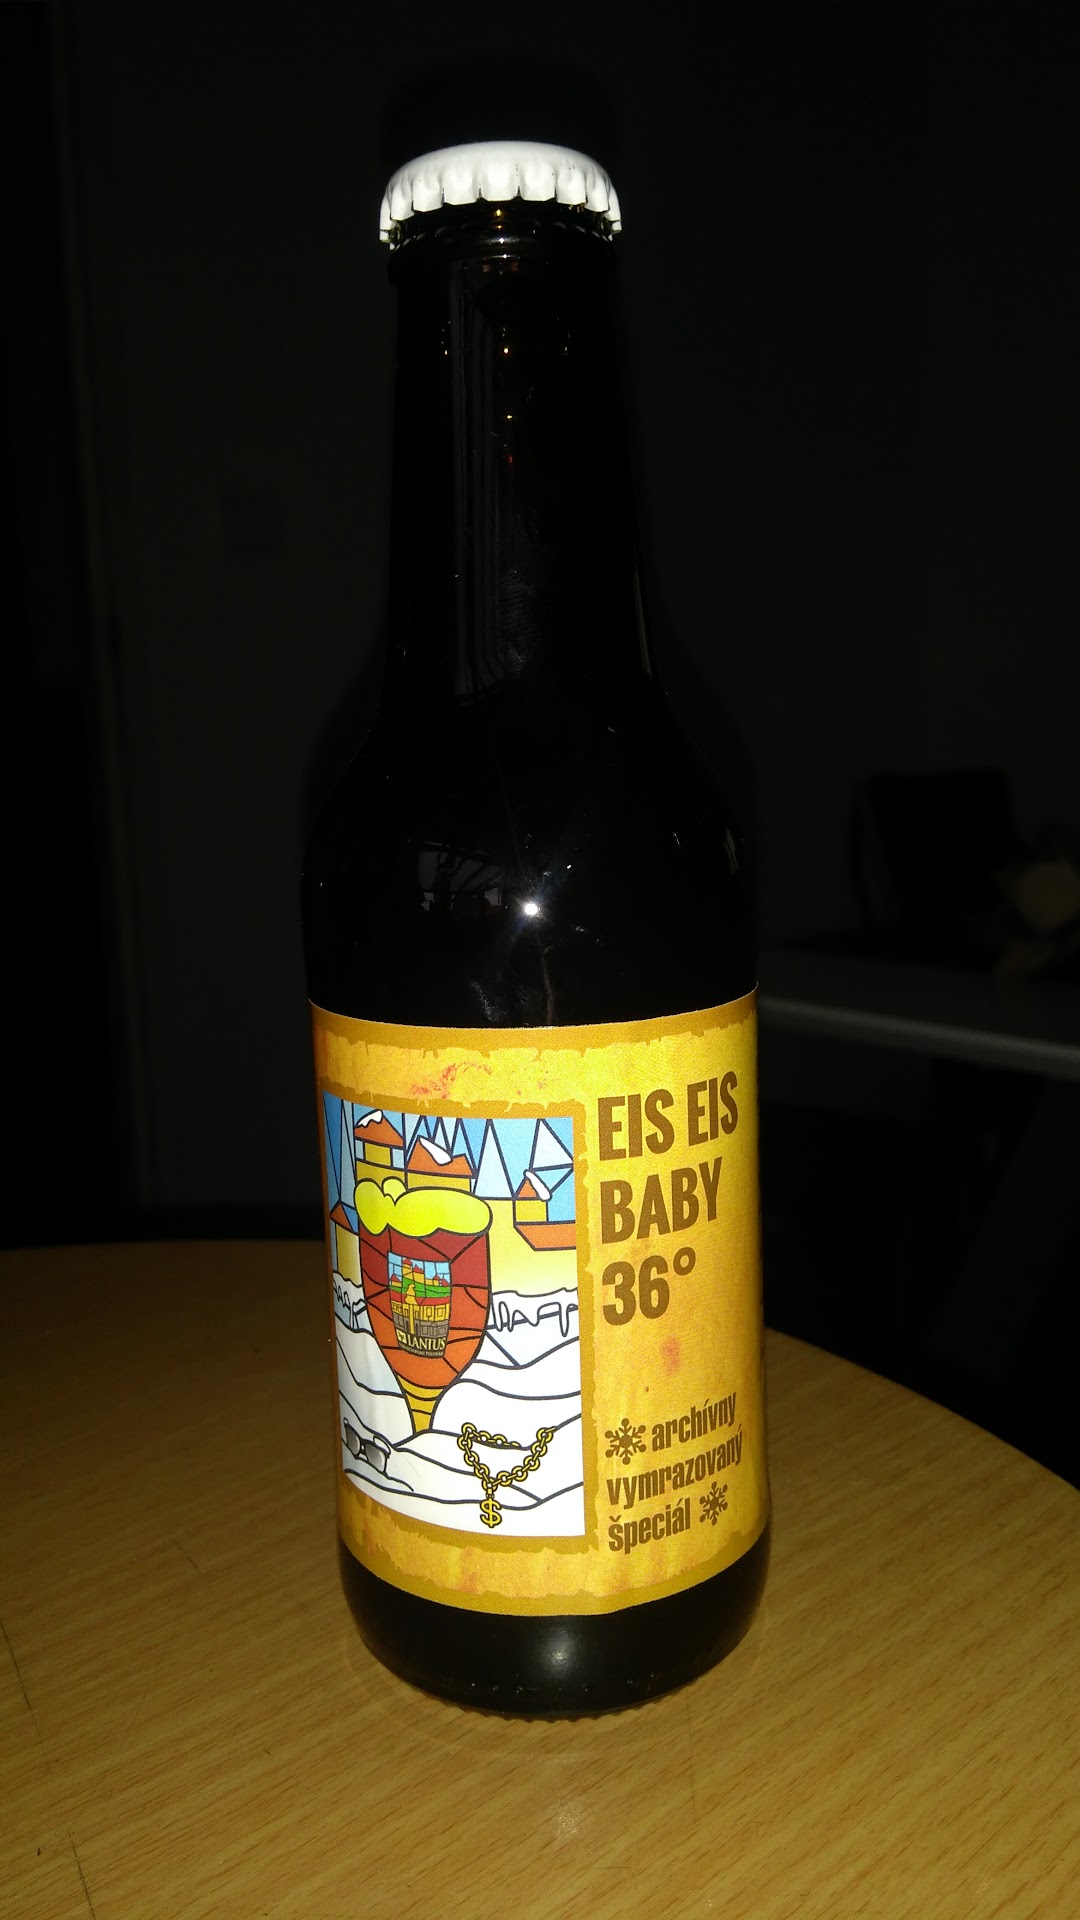 EIS EIS
BABY
36°
archívny
vymrazovaný
špeciál
LANIUS